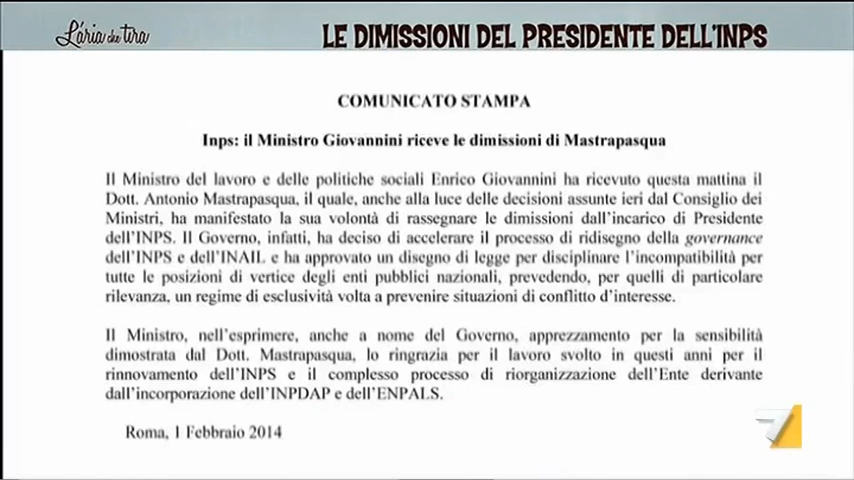 L'aria che tira
LE DIMISSIONI DEL PRESIDENTE DELL'INPS
COMUNICATO STAMPA
Inps: il Ministro Giovannini riceve le dimissioni di Mastrapasqua
Il Ministro del lavoro e delle politiche sociali Enrico Giovannini ha ricevuto questa mattina il
Dott. Antonio Mastrapasqua, il quale, anche alla luce delle decisioni assunte ieri dal Consiglio dei
Ministri, ha manifestato la sua volontà di rassegnare le dimissioni dall'incarico di Presidente
dell'INPS. Il Governo, infatti, ha deciso di accelerare il processo di ridisegno della governance
dell'INPS e dell'INAIL e ha approvato un disegno di legge per disciplinare l'incompatibilità per
tutte le posizioni di vertice degli enti pubblici nazionali, prevedendo, per quelli di particolare
rilevanza, un regime di esclusività volta a prevenire situazioni di conflitto d'interesse.
Il Ministro, nell'esprimere, anche a nome del Governo, apprezzamento per la sensibilità
dimostrata dal Dott. Mastrapasqua, lo ringrazia per il lavoro svolto in questi anni per il
rinnovamento dell'INPS e il complesso processo di riorganizzazione dell'Ente derivante
dall'incorporazione dell'INPDAP e dell'ENPALS.
Roma, 1 Febbraio 2014